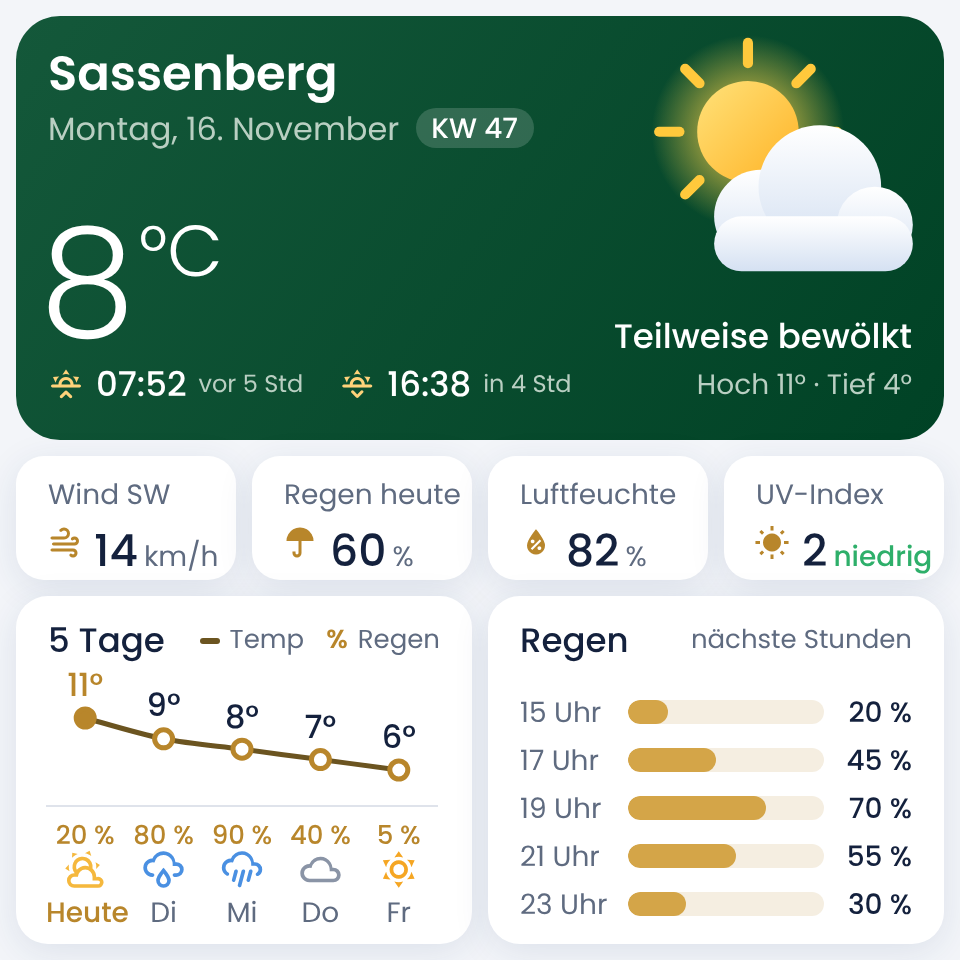 Sassenberg
Montag, 16. November KW 47
8 °C
Teilweise bewölkt
07:52 vor 5 Std 16:38 in 4 Std Hoch 11° · Tief 4°
Wind SW
14 km/h
Regen heute
60 %
Luftfeuchte
82 %
UV-Index
2 niedrig
5 Tage Temp % Regen
11° 9° 8° 7° 6°
20 % 80 % 90 % 40 % 5 %
Heute Di Mi Do Fr
Regen nächste Stunden
15 Uhr 20 %
17 Uhr 45 %
19 Uhr 70 %
21 Uhr 55 %
23 Uhr 30 %